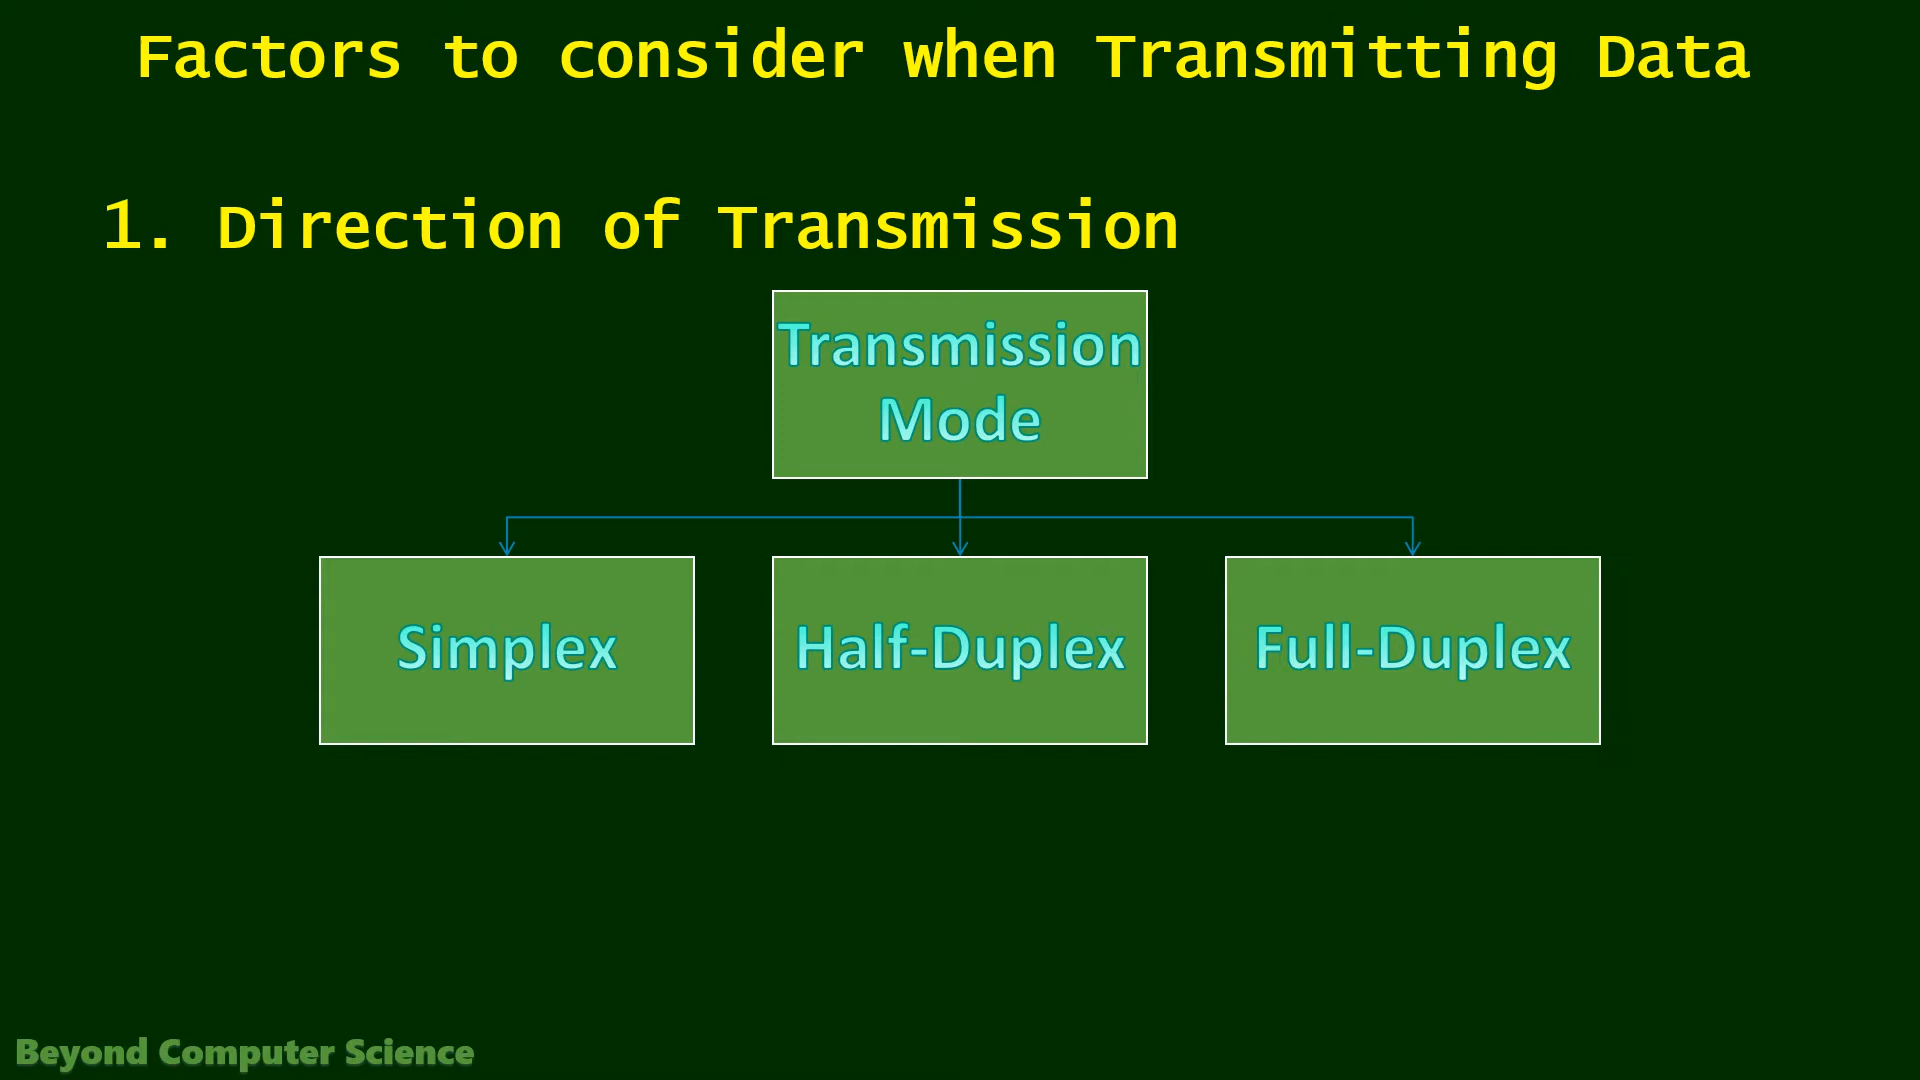 Factors to consider when Transmitting Data
1. Direction of Transmission
Transmission
Mode
Simplex
Half-Duplex
Full-Duplex
Beyond Computer Science